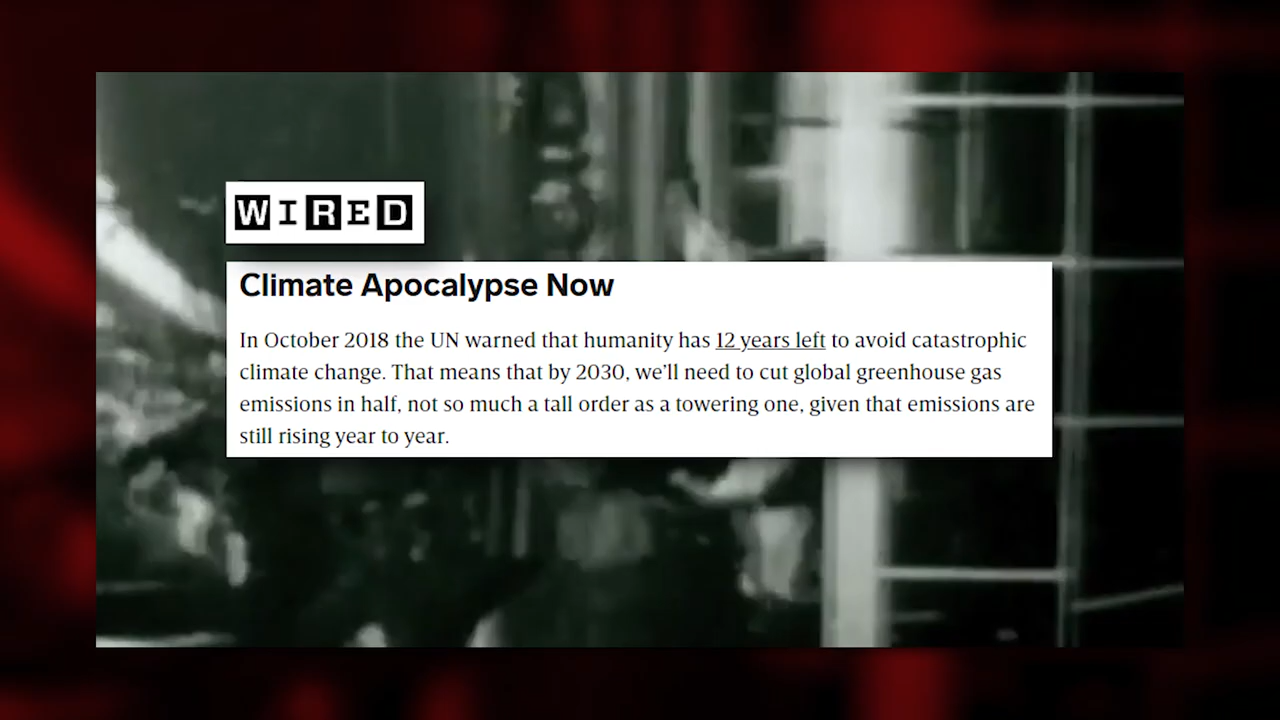 WIRED
Climate Apocalypse Now
In October 2018 the UN warned that humanity has 12 years left to avoid catastrophic
climate change. That means that by 2030, we’ll need to cut global greenhouse gas
emissions in half, not so much a tall order as a towering one, given that emissions are
still rising year to year.